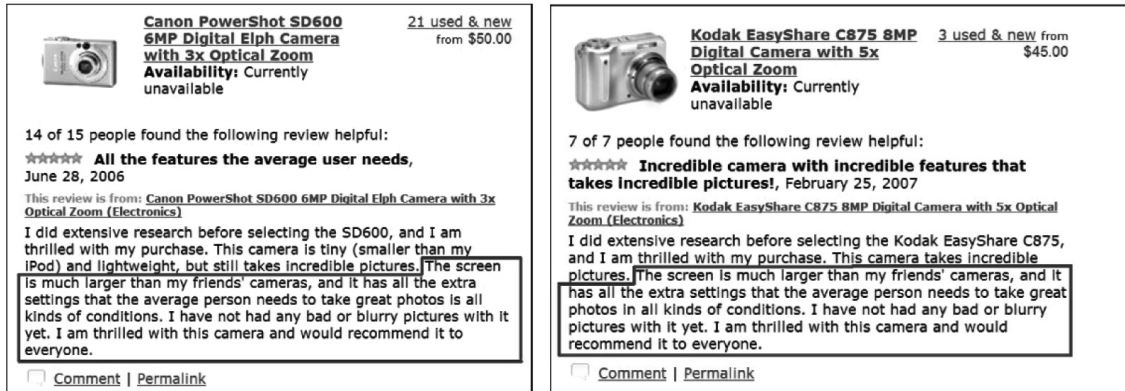 Canon PowerShot SD600
6MP Digital Elph Camera
with 3x Optical Zoom
Availability: Currently
unavailable
21 used & new
from $50.00
14 of 15 people found the following review helpful:
All the features the average user needs,
June 28, 2006
This review is from: Canon PowerShot SD600 6MP Digital Elph Camera with 3x
Optical Zoom (Electronics)
I did extensive research before selecting the SD600, and I am
thrilled with my purchase. This camera is tiny (smaller than my
iPod) and lightweight, but still takes incredible pictures. The screen
is much larger than my friends' cameras, and it has all the extra
settings that the average person needs to take great photos is all
kinds of conditions. I have not had any bad or blurry pictures with it
yet. I am thrilled with this camera and would recommend it to
everyone.
Comment | Permalink
Kodak EasyShare C875 8MP
Digital Camera with 5x
Optical Zoom
Availability: Currently
unavailable
3 used & new from
$45.00
7 of 7 people found the following review helpful:
Incredible camera with incredible features that
takes incredible pictures!, February 25, 2007
This review is from: Kodak EasyShare C875 8MP Digital Camera with 5x Optical
Zoom (Electronics)
I did extensive research before selecting the Kodak EasyShare C875,
and I am thrilled with my purchase. This camera takes incredible
pictures. The screen is much larger than my friends' cameras, and it
has all the extra settings that the average person needs to take great
photos in all kinds of conditions. I have not had any bad or blurry
pictures with it yet. I am thrilled with this camera and would
recommend it to everyone.
Comment | Permalink